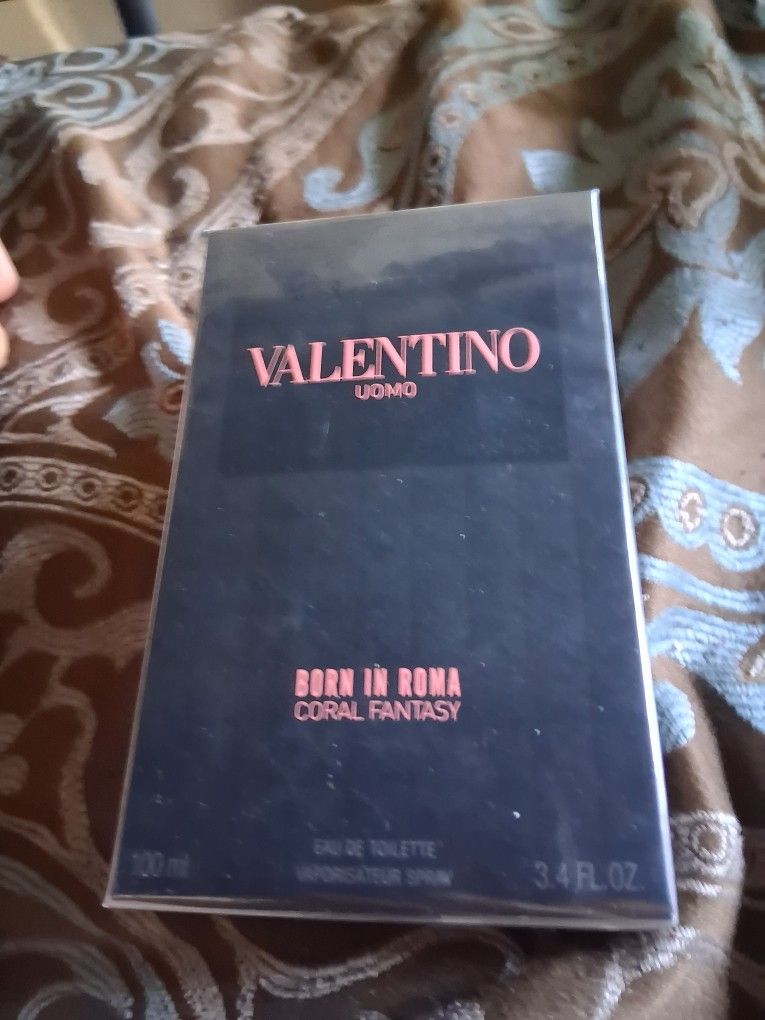 VALENTINO
UOMO
BORN IN ROMA
CORAL FANTASY
EAU DE TOILETTE
VAPORISATEUR SPRAY
100 ml
3.4 FL.OZ.